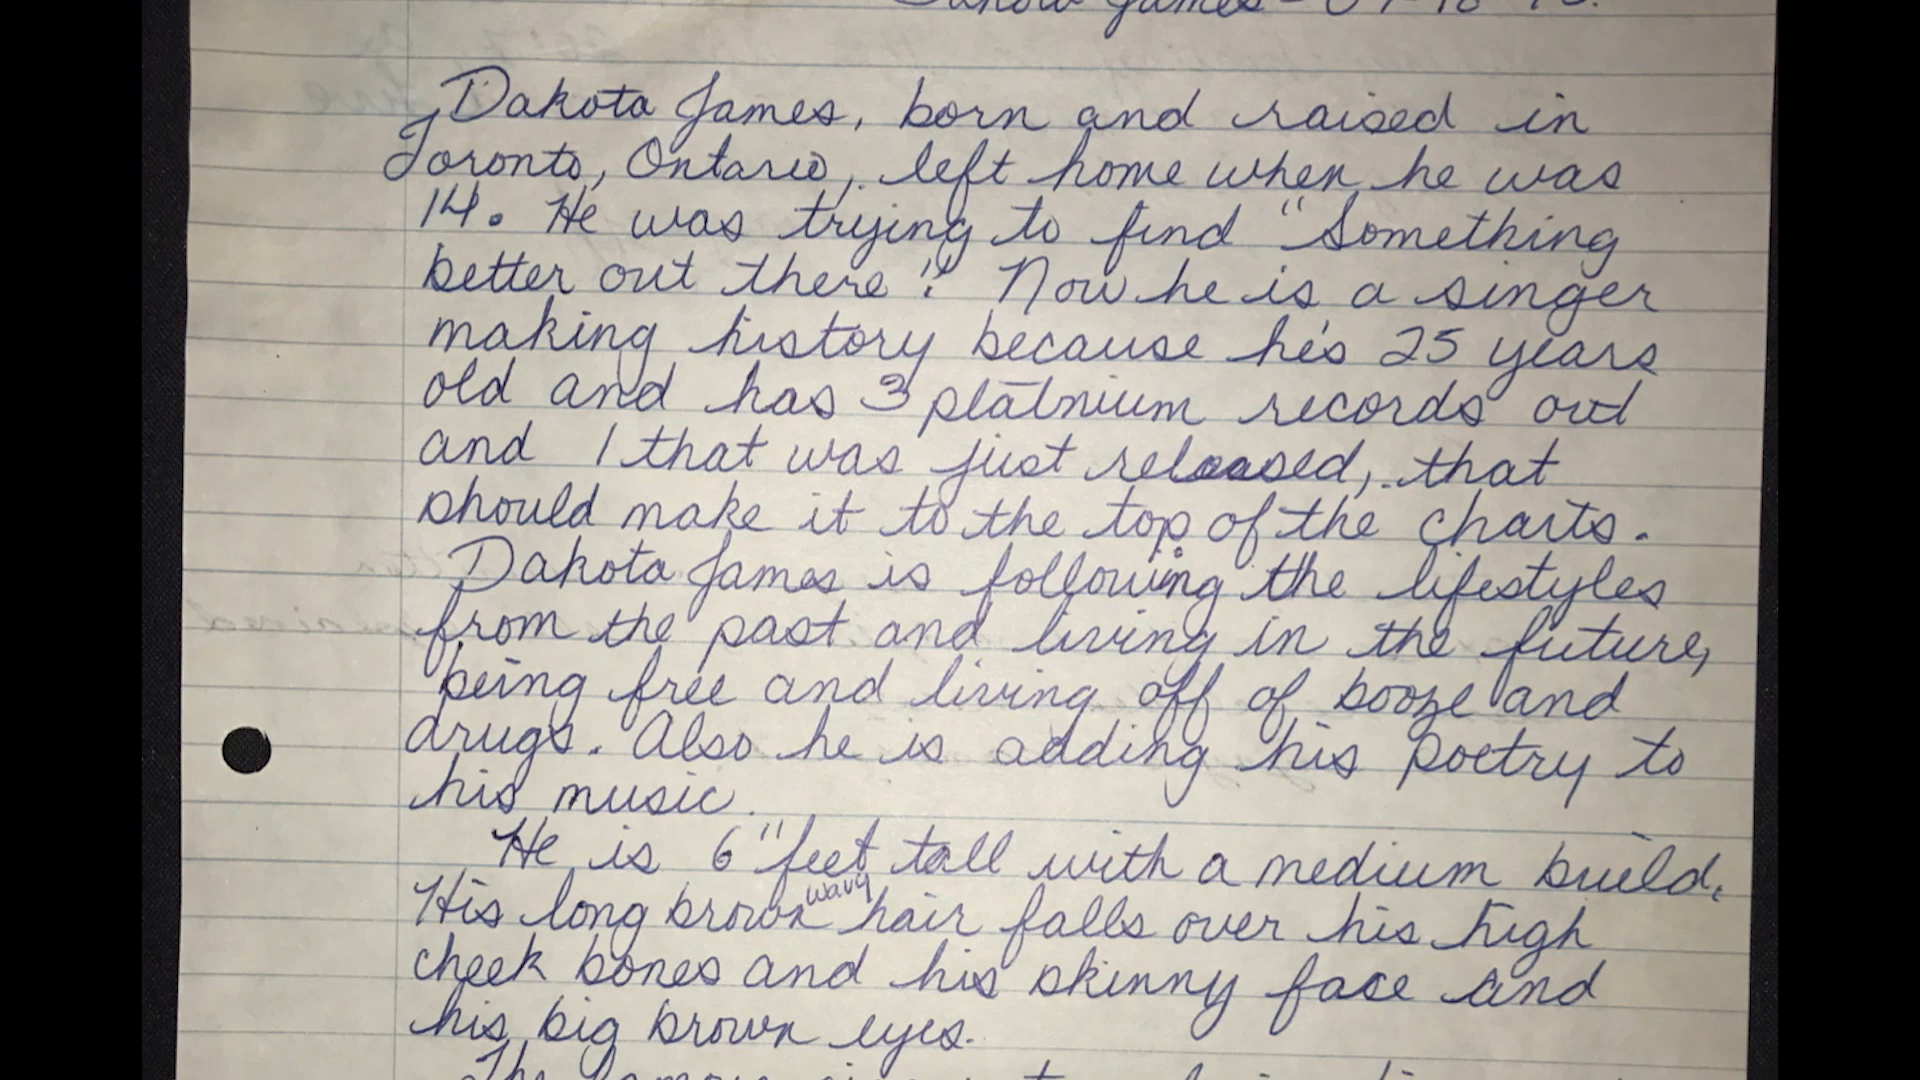 Dakota James, born and raised in
Toronto, Ontario, left home when he was
14. He was trying to find "Something
better out there". Now he is a singer
making history because he's 25 years
old and has 3 platnium records out
and 1 that was just released, that
should make it to the top of the charts.
Dakota James is following the lifestyles
from the past and living in the future,
being free and living off of booze and
drugs. Also he is adding his poetry to
his music.
He is 6" feet tall with a medium build.
His long brown wavy hair falls over his high
cheek bones and his skinny face and
his big brown eyes.
The